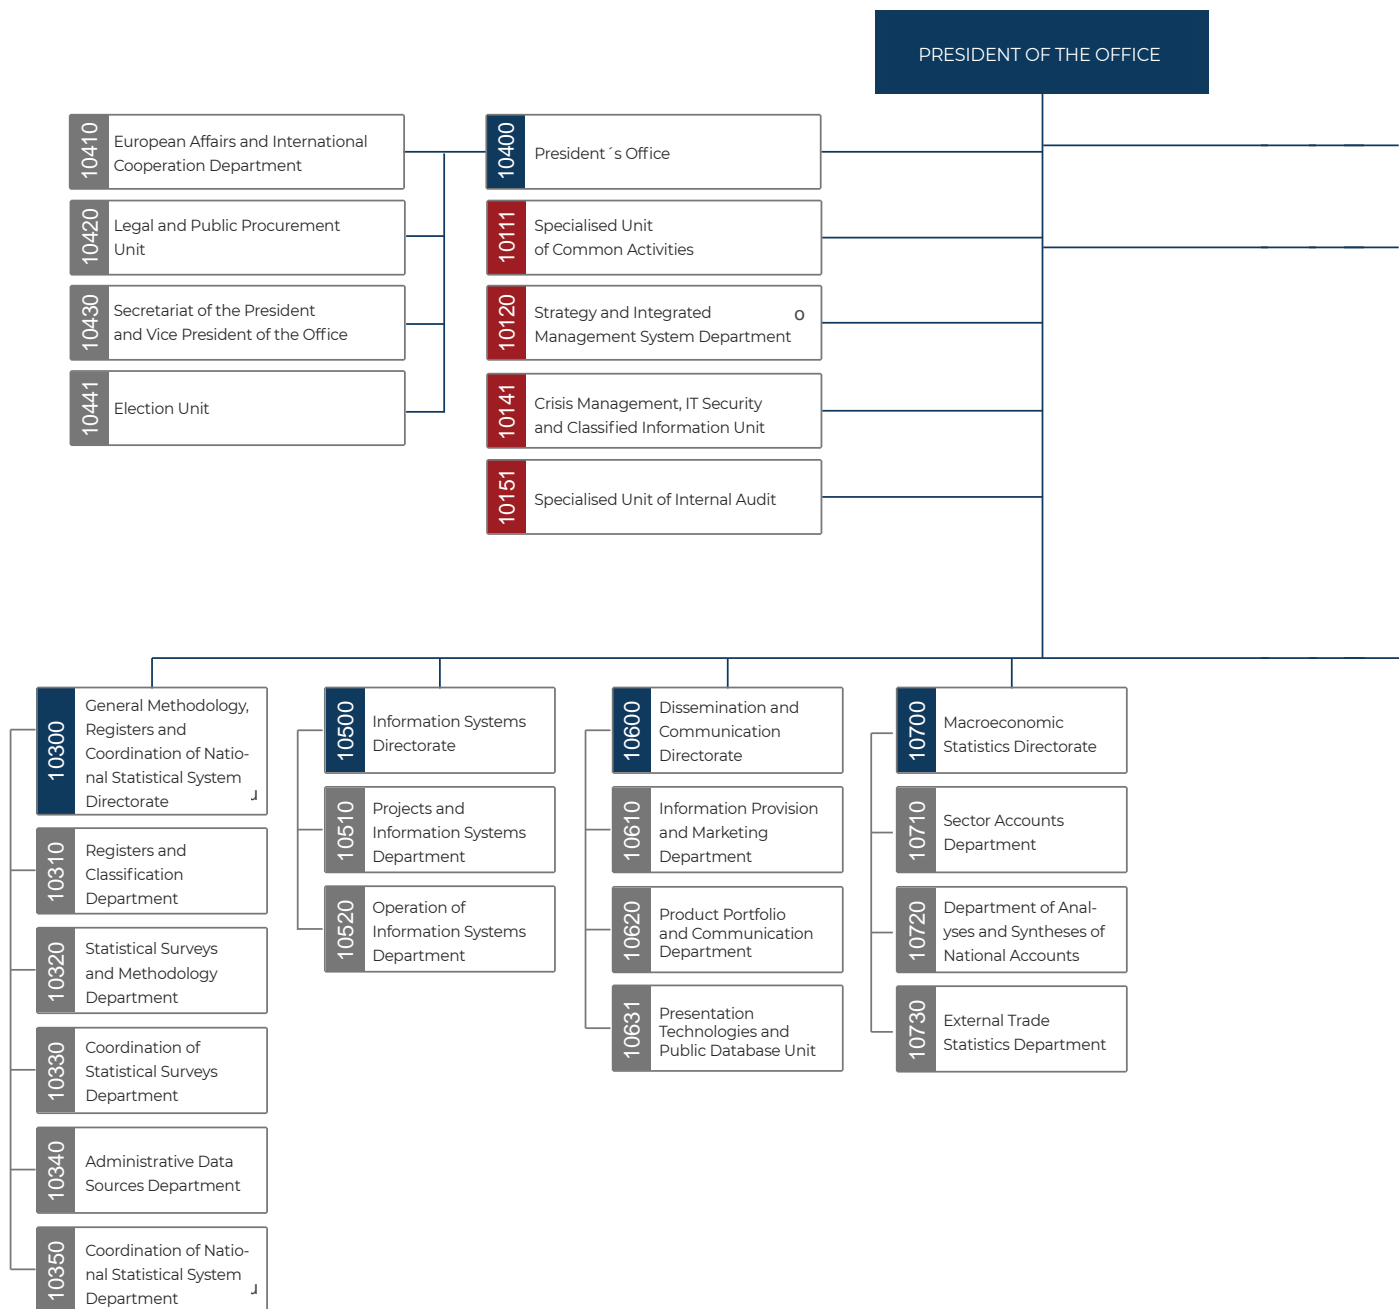 PRESIDENT OF THE OFFICE
10410
European Affairs and International
Cooperation Department
10420
Legal and Public Procurement
Unit
10430
Secretariat of the President
and Vice President of the Office
10441
Election Unit
10400
President´s Office
10111
Specialised Unit
of Common Activities
10120
Strategy and Integrated
o
Management System Department
10141
Crisis Management, IT Security
and Classified Information Unit
10151
Specialised Unit of Internal Audit
10300
General Methodology,
Registers and
Coordination of Natio-
nal Statistical System
Directorate
10310
Registers and
Classification
Department
10320
Statistical Surveys
and Methodology
Department
10330
Coordination of
Statistical Surveys
Department
10340
Administrative Data
Sources Department
10350
Coordination of Natio-
nal Statistical System
Department
10500
Information Systems
Directorate
10510
Projects and
Information Systems
Department
10520
Operation of
Information Systems
Department
10600
Dissemination and
Communication
Directorate
10610
Information Provision
and Marketing
Department
10620
Product Portfolio
and Communication
Department
10631
Presentation
Technologies and
Public Database Unit
10700
Macroeconomic
Statistics Directorate
10710
Sector Accounts
Department
10720
Department of Anal-
yses and Syntheses of
National Accounts
10730
External Trade
Statistics Department